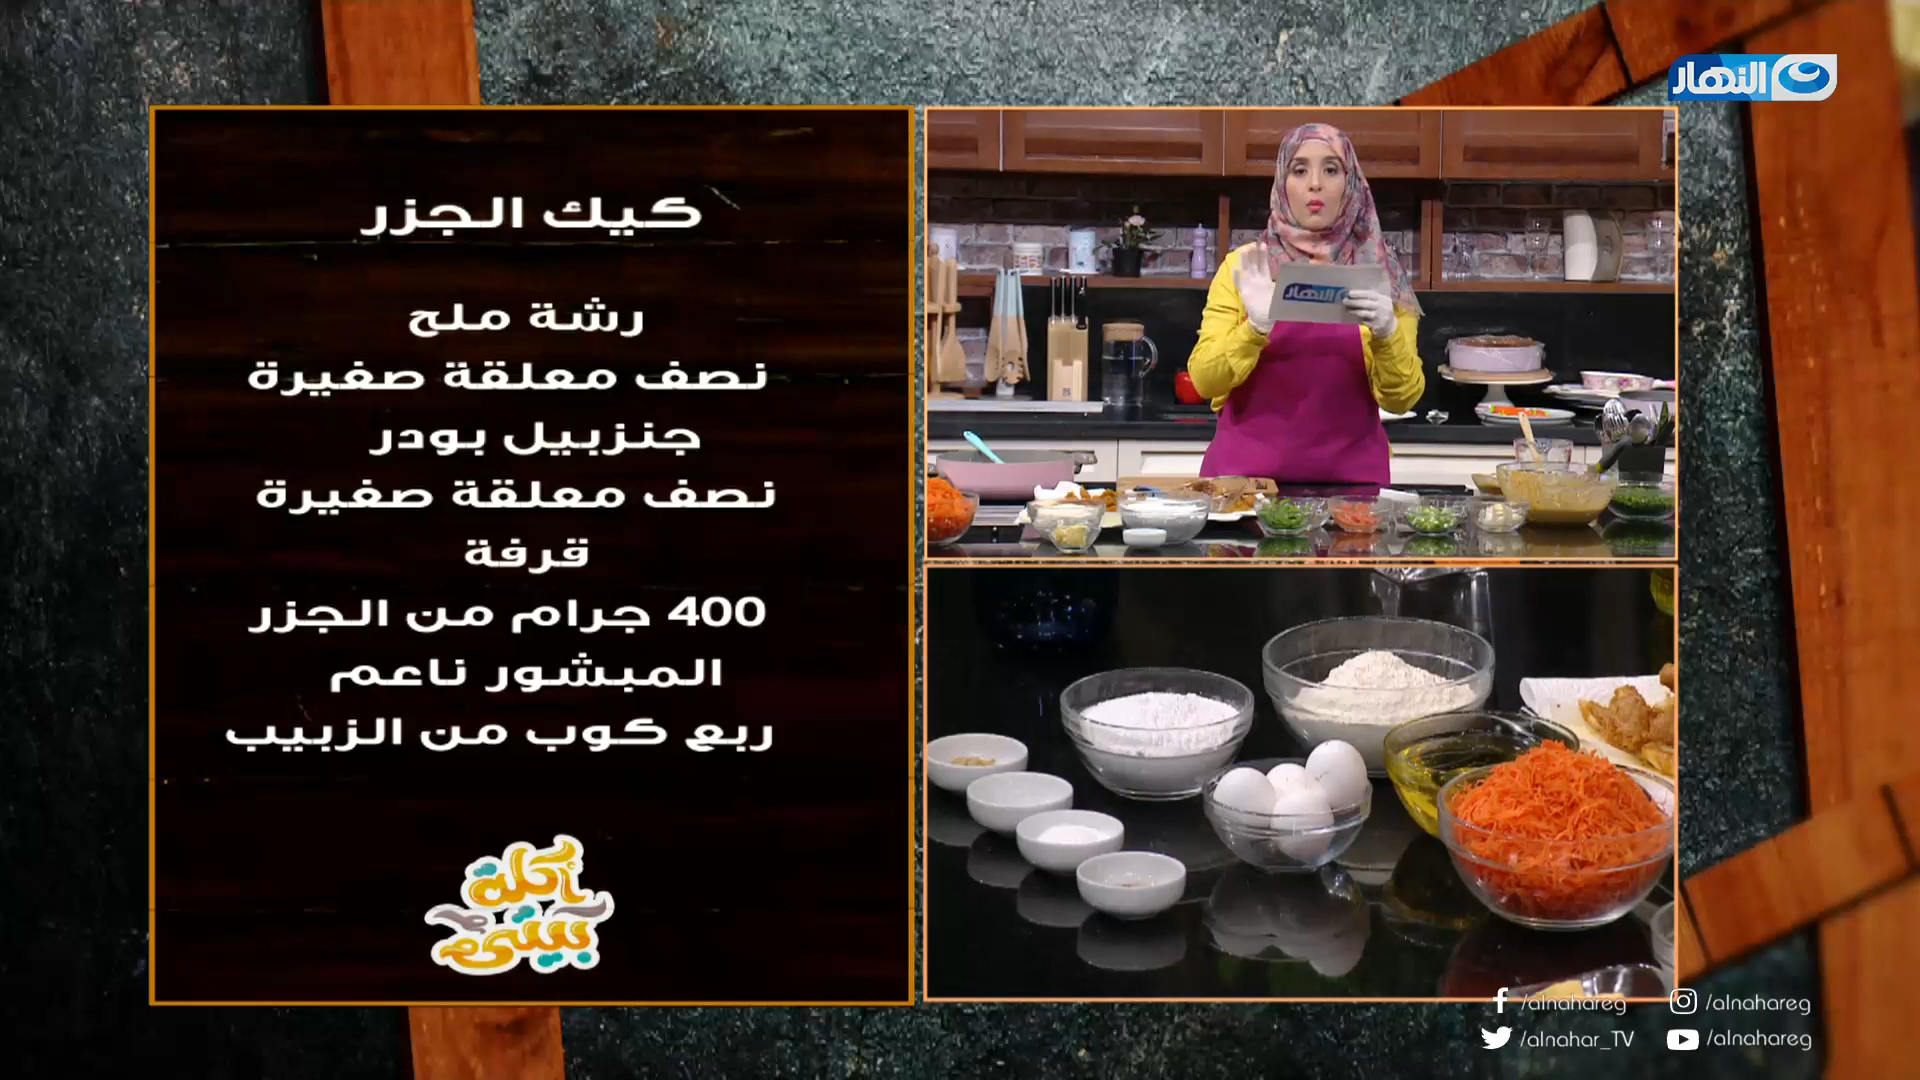 كيك الجزر
رشة ملح
نصف معلقة صغيرة
جنزبيل بودر
نصف معلقة صغيرة
قرفة
400 جرام من الجزر
المبشور ناعم
ربع كوب من الزبيب
أكلة
بيتي
النهار
النهار
/alnahareg
/alnahareg
/alnahar_TV
/alnahareg